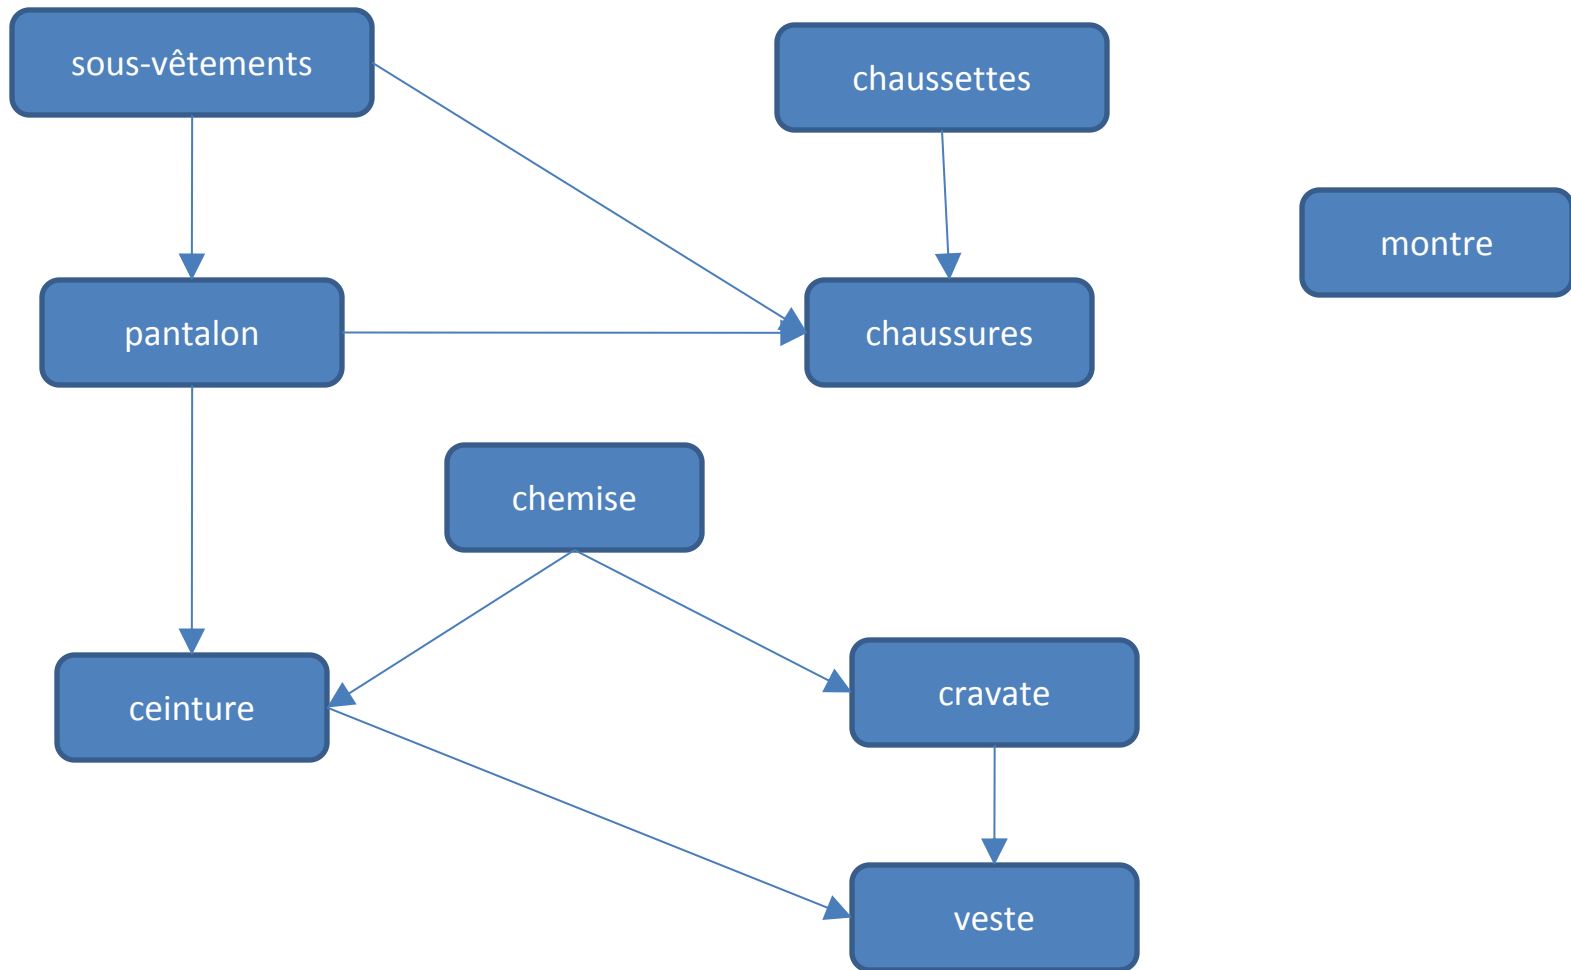 sous-vêtements
chaussettes
montre
pantalon
chaussures
chemise
ceinture
cravate
veste